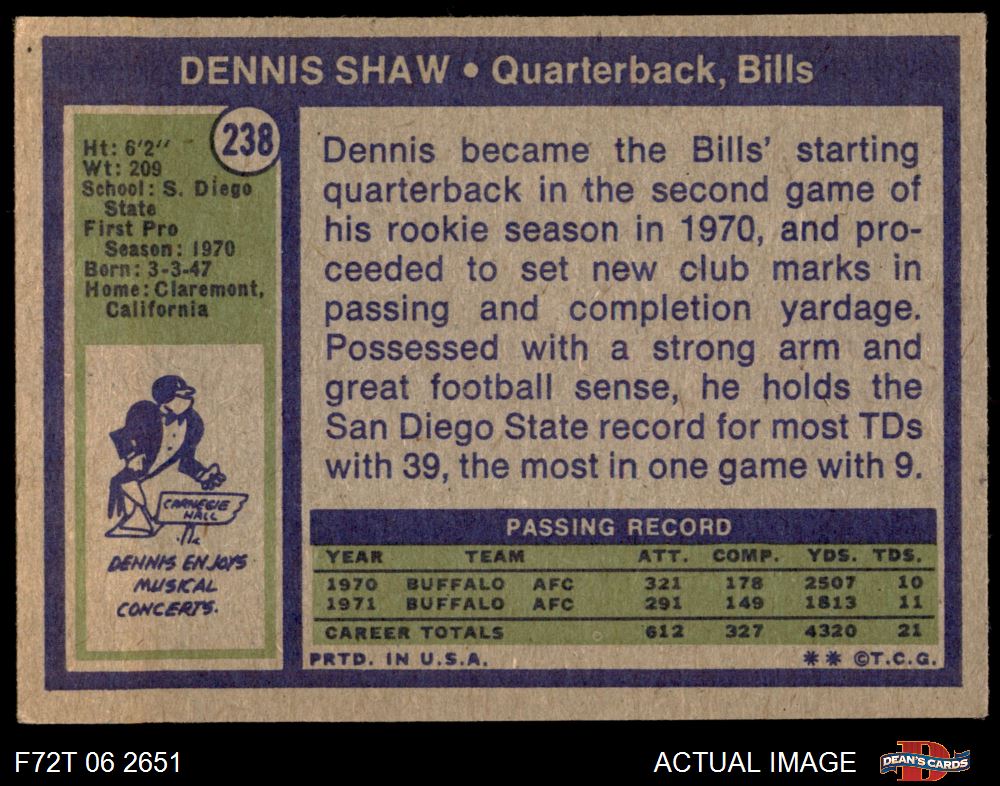 DENNIS SHAW • Quarterback, Bills
238
Ht: 6'2''
Wt: 209
School: S. Diego
State
First Pro
Season: 1970
Born: 3-3-47
Home: Claremont,
California
CARNEGIE
HALL
DENNIS ENJOYS
MUSICAL
CONCERTS.
Dennis became the Bills' starting
quarterback in the second game of
his rookie season in 1970, and pro-
ceeded to set new club marks in
passing and completion yardage.
Possessed with a strong arm and
great football sense, he holds the
San Diego State record for most TDs
with 39, the most in one game with 9.
PASSING RECORD
YEAR TEAM ATT. COMP. YDS. TDS.
1970 BUFFALO AFC 321 178 2507 10
1971 BUFFALO AFC 291 149 1813 11
CAREER TOTALS 612 327 4320 21
PRTD. IN U.S.A. ** ©T.C.G.
F72T 06 2651 ACTUAL IMAGE DEAN'S CARDS